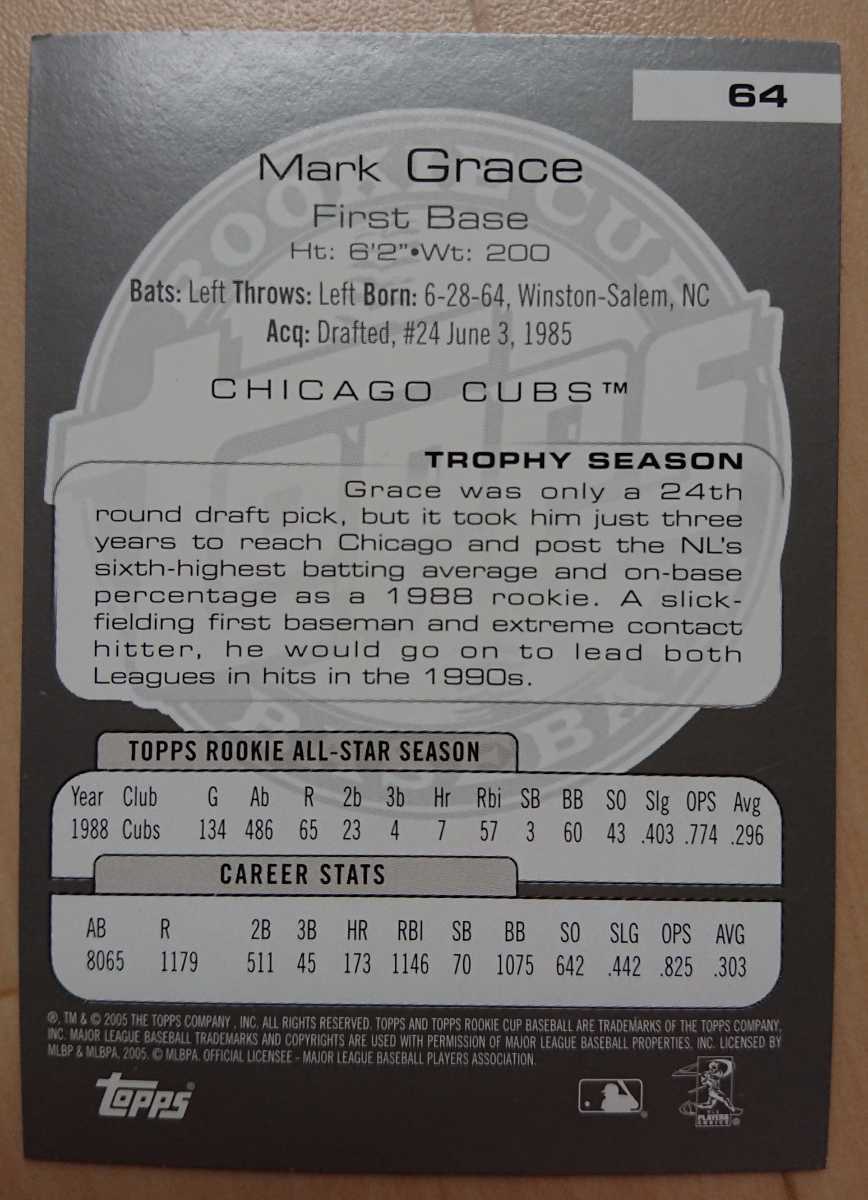 64
Mark Grace
First Base
Ht: 6'2"•Wt: 200
Bats: Left Throws: Left Born: 6-28-64, Winston-Salem, NC
Acq: Drafted, #24 June 3, 1985
CHICAGO CUBS™
ROOKIE CUP
topps
BASEBALL
TROPHY SEASON
Grace was only a 24th
round draft pick, but it took him just three
years to reach Chicago and post the NL's
sixth-highest batting average and on-base
percentage as a 1988 rookie. A slick-
fielding first baseman and extreme contact
hitter, he would go on to lead both
Leagues in hits in the 1990s.
TOPPS ROOKIE ALL-STAR SEASON
Year Club G Ab R 2b 3b Hr Rbi SB BB SO Slg OPS Avg
1988 Cubs 134 486 65 23 4 7 57 3 60 43 .403 .774 .296
CAREER STATS
AB R 2B 3B HR RBI SB BB SO SLG OPS AVG
8065 1179 511 45 173 1146 70 1075 642 .442 .825 .303
®, TM & © 2005 THE TOPPS COMPANY , INC. ALL RIGHTS RESERVED. TOPPS AND TOPPS ROOKIE CUP BASEBALL ARE TRADEMARKS OF THE TOPPS COMPANY,
INC. MAJOR LEAGUE BASEBALL TRADEMARKS AND COPYRIGHTS ARE USED WITH PERMISSION OF MAJOR LEAGUE BASEBALL PROPERTIES, INC. LICENSED BY
MLBP & MLBPA, 2005. © MLBPA. OFFICIAL LICENSEE - MAJOR LEAGUE BASEBALL PLAYERS ASSOCIATION.
topps®
PLAYERS
CHOICE